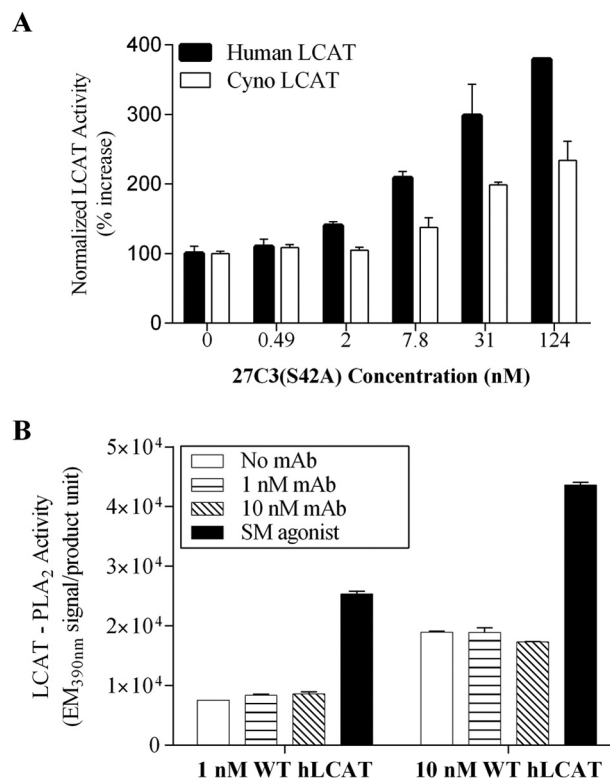 A
Normalized LCAT Activity
(% increase)
400
300
200
100
0
Human LCAT
Cyno LCAT
0 0.49 2 7.8 31 124
27C3(S42A) Concentration (nM)
B
LCAT - PLA₂ Activity
(EM₃₉₀ₙₘ signal/product unit)
5×10⁴
4×10⁴
3×10⁴
2×10⁴
1×10⁴
0
No mAb
1 nM mAb
10 nM mAb
SM agonist
1 nM WT hLCAT 10 nM WT hLCAT